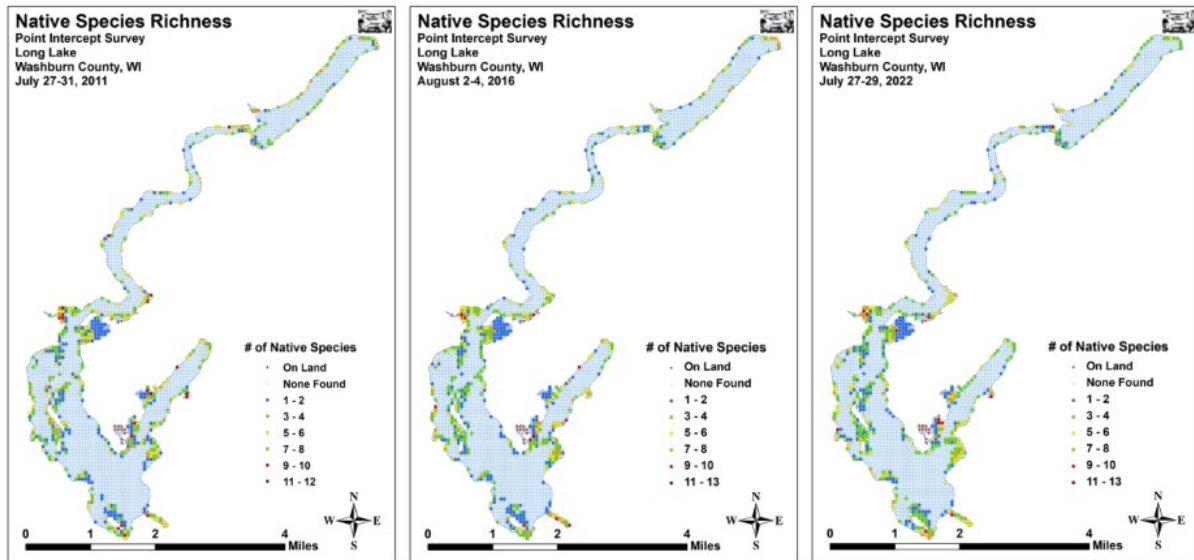 Native Species Richness
Point Intercept Survey
Long Lake
Washburn County, WI
July 27-31, 2011
# of Native Species
On Land
None Found
1 - 2
3 - 4
5 - 6
7 - 8
9 - 10
11 - 12
N
W E
S
0 1 2 4
Miles
Native Species Richness
Point Intercept Survey
Long Lake
Washburn County, WI
August 2-4, 2016
# of Native Species
On Land
None Found
1 - 2
3 - 4
5 - 6
7 - 8
9 - 10
11 - 13
N
W E
S
0 1 2 4
Miles
Native Species Richness
Point Intercept Survey
Long Lake
Washburn County, WI
July 27-29, 2022
# of Native Species
On Land
None Found
1 - 2
3 - 4
5 - 6
7 - 8
9 - 10
11 - 13
N
W E
S
0 1 2 4
Miles